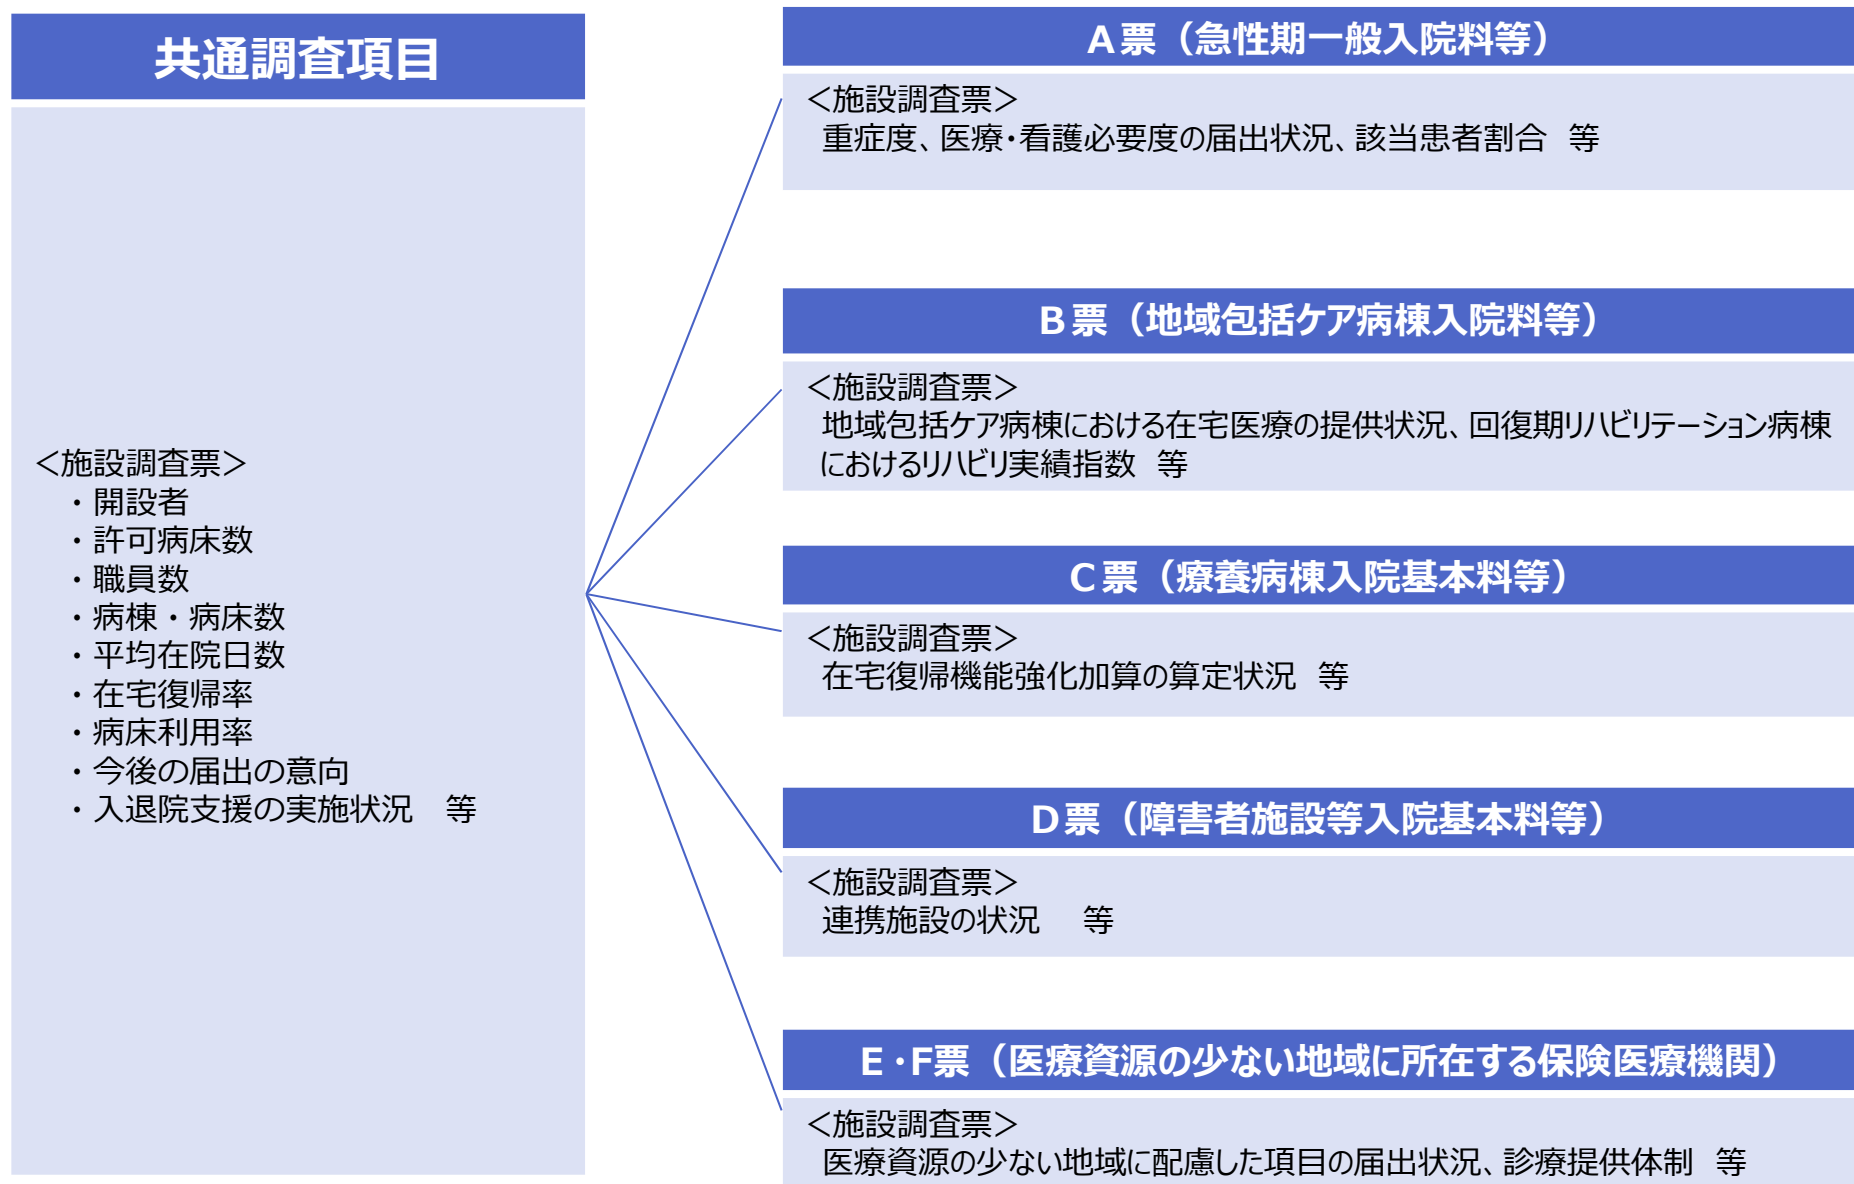 共通調査項目
＜施設調査票＞
・開設者
・許可病床数
・職員数
・病棟・病床数
・平均在院日数
・在宅復帰率
・病床利用率
・今後の届出の意向
・入退院支援の実施状況　等
A票（急性期一般入院料等）
＜施設調査票＞
重症度、医療・看護必要度の届出状況、該当患者割合　等
B票（地域包括ケア病棟入院料等）
＜施設調査票＞
地域包括ケア病棟における在宅医療の提供状況、回復期リハビリテーション病棟
におけるリハビリ実績指数　等
C票（療養病棟入院基本料等）
＜施設調査票＞
在宅復帰機能強化加算の算定状況　等
D票（障害者施設等入院基本料等）
＜施設調査票＞
連携施設の状況　等
E・F票（医療資源の少ない地域に所在する保険医療機関）
＜施設調査票＞
医療資源の少ない地域に配慮した項目の届出状況、診療提供体制　等